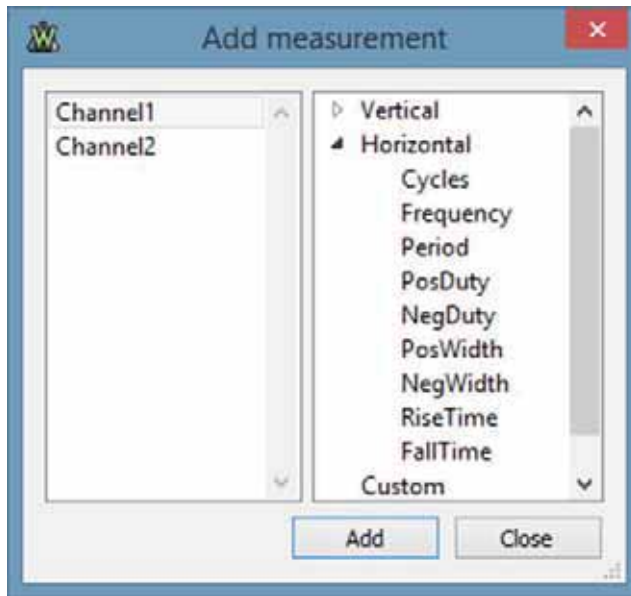 Add measurement
Channel1
Channel2
Vertical
Horizontal
Cycles
Frequency
Period
PosDuty
NegDuty
PosWidth
NegWidth
RiseTime
FallTime
Custom
Add
Close